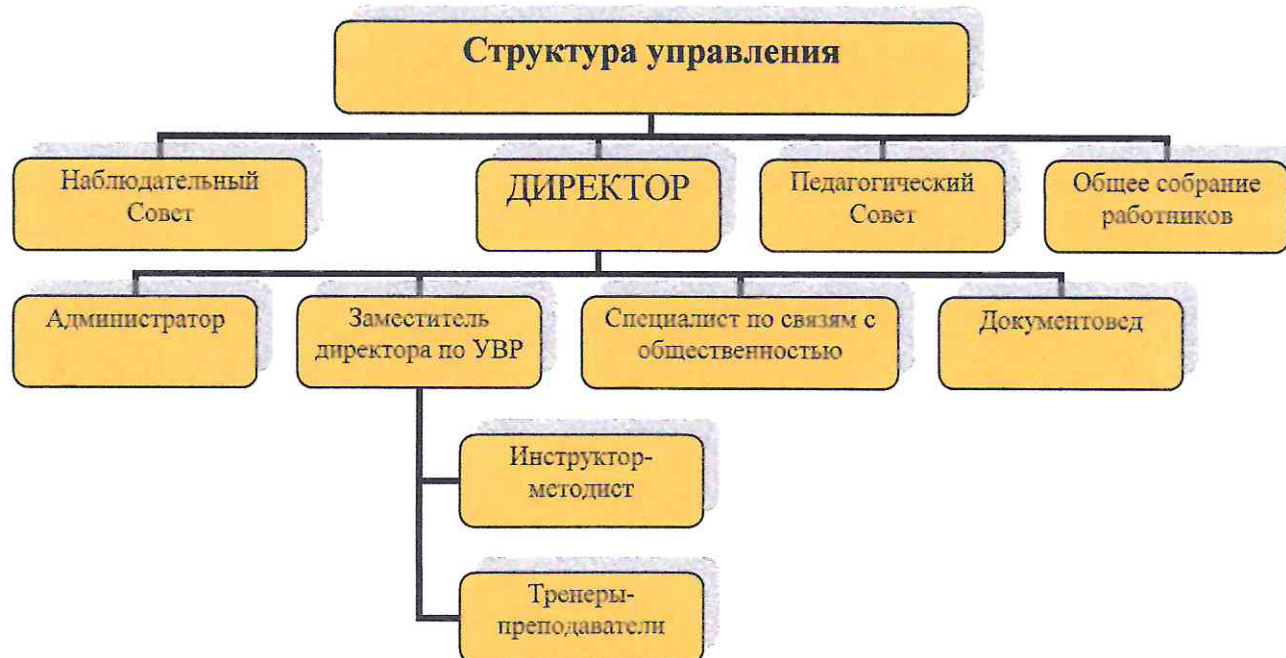 Структура управления
Наблюдательный
Совет
ДИРЕКТОР
Педагогический
Совет
Общее собрание
работников
Администратор
Заместитель
директора по УВР
Специалист по связям с
общественностью
Документовед
Инструктор-
методист
Тренеры-
преподаватели